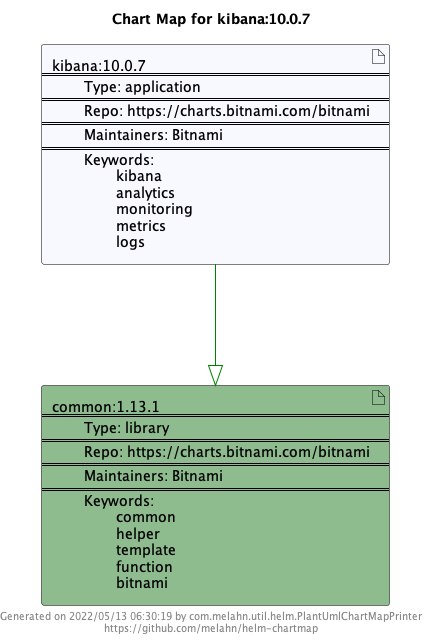 Chart Map for kibana:10.0.7
kibana:10.0.7
Type: application
Repo: https://charts.bitnami.com/bitnami
Maintainers: Bitnami
Keywords:
kibana
analytics
monitoring
metrics
logs
common:1.13.1
Type: library
Repo: https://charts.bitnami.com/bitnami
Maintainers: Bitnami
Keywords:
common
helper
template
function
bitnami
Generated on 2022/05/13 06:30:19 by com.melahn.util.helm.PlantUmlChartMapPrinter
https://github.com/melahn/helm-chartmap